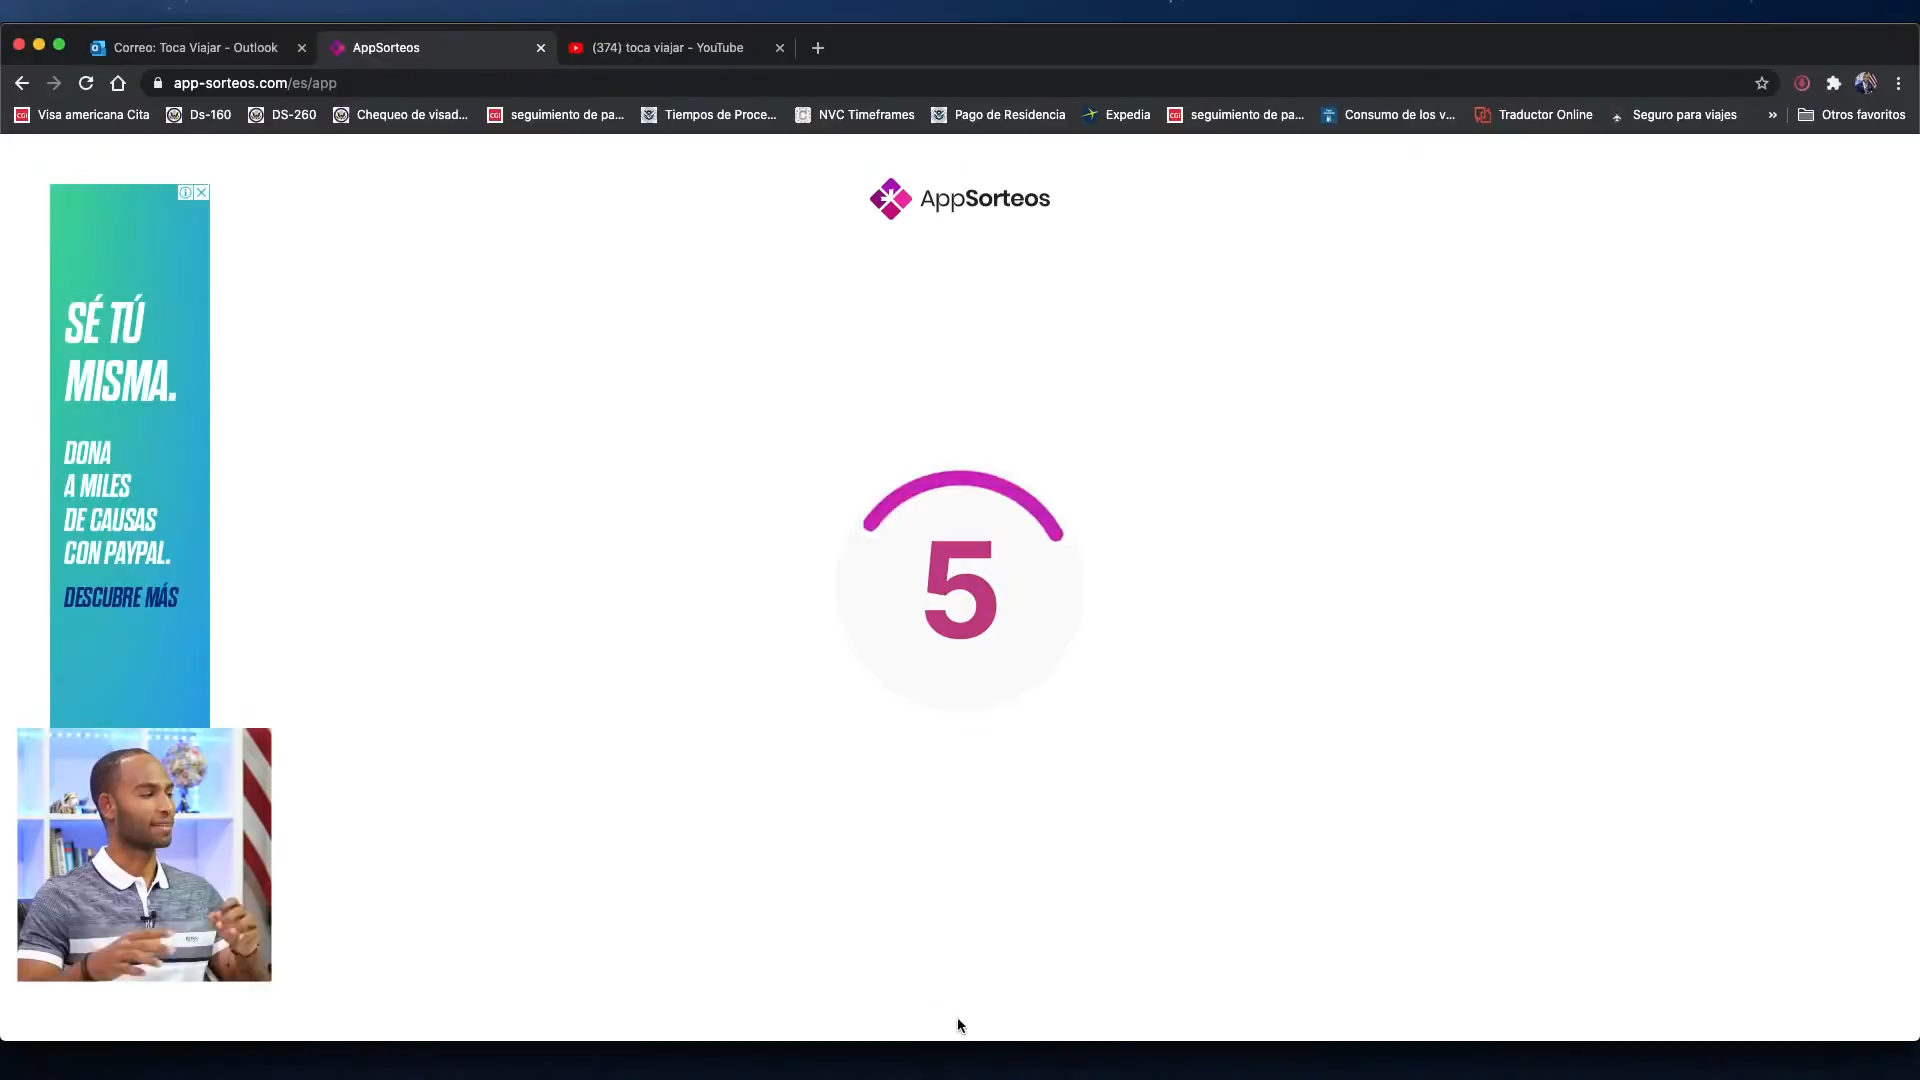 Correo: Toca Viajar - Outlook
AppSorteos
(374) toca viajar - YouTube
app-sorteos.com/es/app
Visa americana Cita
Ds-160
DS-260
Chequeo de visad...
seguimiento de pa...
Tiempos de Proce...
NVC Timeframes
Pago de Residencia
Expedia
seguimiento de pa...
Consumo de los v...
Traductor Online
Seguro para viajes
»
Otros favoritos
AppSorteos
SÉ TÚ
MISMA.
DONA
A MILES
DE CAUSAS
CON PAYPAL.
DESCUBRE MÁS
5